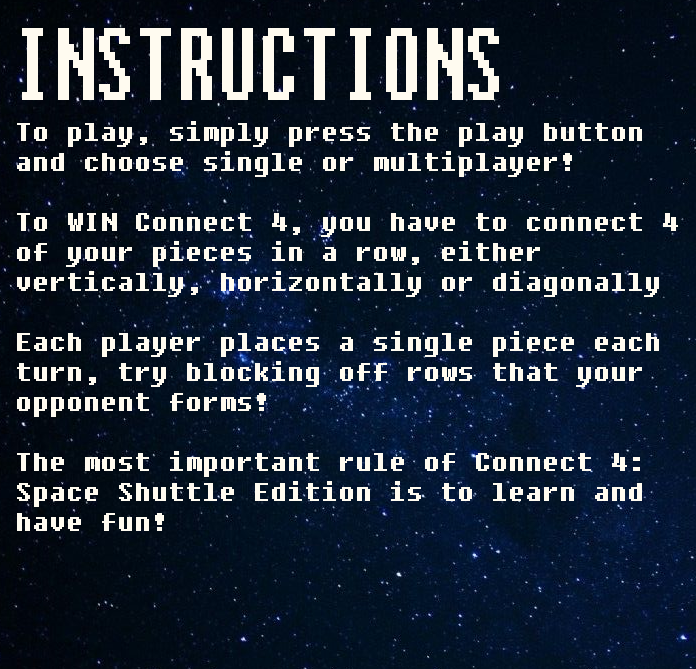 INSTRUCTIONS
To play, simply press the play button
and choose single or multiplayer!
To WIN Connect 4, you have to connect 4
of your pieces in a row, either
vertically, horizontally or diagonally
Each player places a single piece each
turn, try blocking off rows that your
opponent forms!
The most important rule of Connect 4:
Space Shuttle Edition is to learn and
have fun!